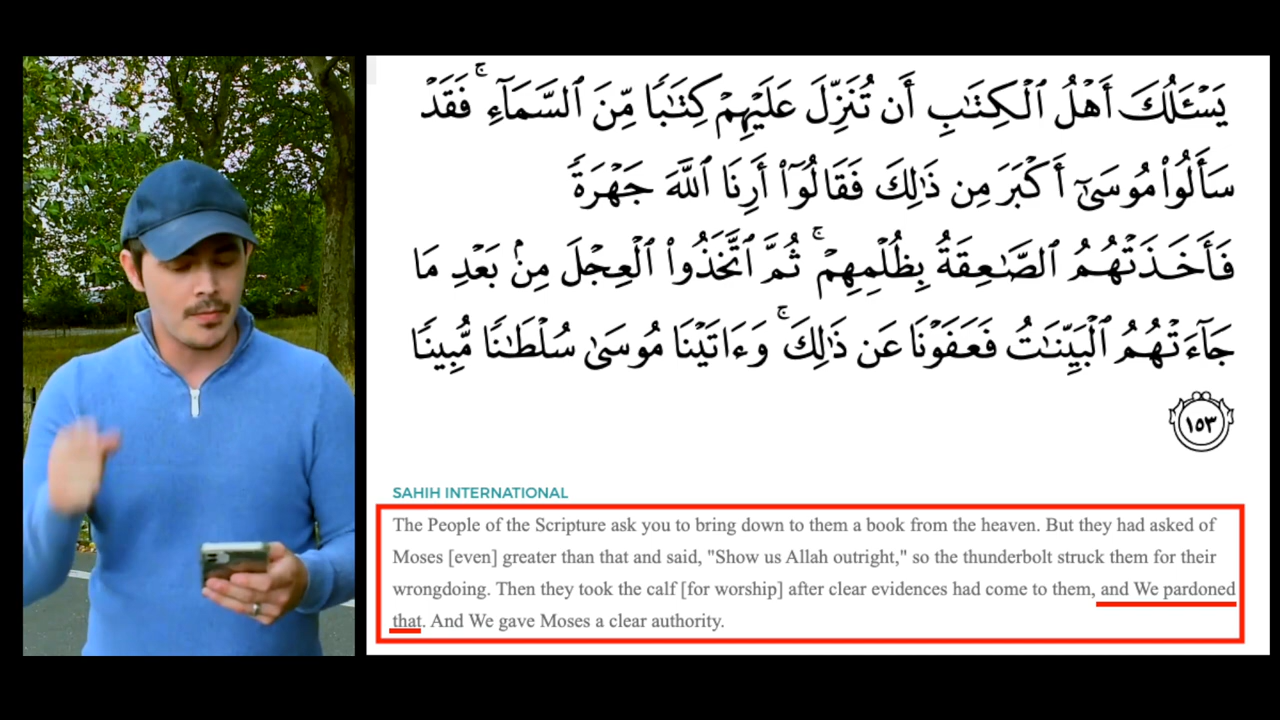 يَسْـَٔلُكَ أَهْلُ ٱلْكِتَـٰبِ أَن تُنَزِّلَ عَلَيْهِمْ كِتَـٰبًا مِّنَ ٱلسَّمَآءِ ۚ فَقَدْ
سَأَلُوا۟ مُوسَىٰٓ أَكْبَرَ مِن ذَٰلِكَ فَقَالُوٓا۟ أَرِنَا ٱللَّهَ جَهْرَةً
فَأَخَذَتْهُمُ ٱلصَّـٰعِقَةُ بِظُلْمِهِمْ ۚ ثُمَّ ٱتَّخَذُوا۟ ٱلْعِجْلَ مِنۢ بَعْدِ مَا
جَآءَتْهُمُ ٱلْبَيِّنَـٰتُ فَعَفَوْنَا عَن ذَٰلِكَ ۚ وَءَاتَيْنَا مُوسَىٰ سُلْطَـٰنًا مُّبِينًا
١٥٣
SAHIH INTERNATIONAL
The People of the Scripture ask you to bring down to them a book from the heaven. But they had asked of
Moses [even] greater than that and said, "Show us Allah outright," so the thunderbolt struck them for their
wrongdoing. Then they took the calf [for worship] after clear evidences had come to them, and We pardoned
that. And We gave Moses a clear authority.